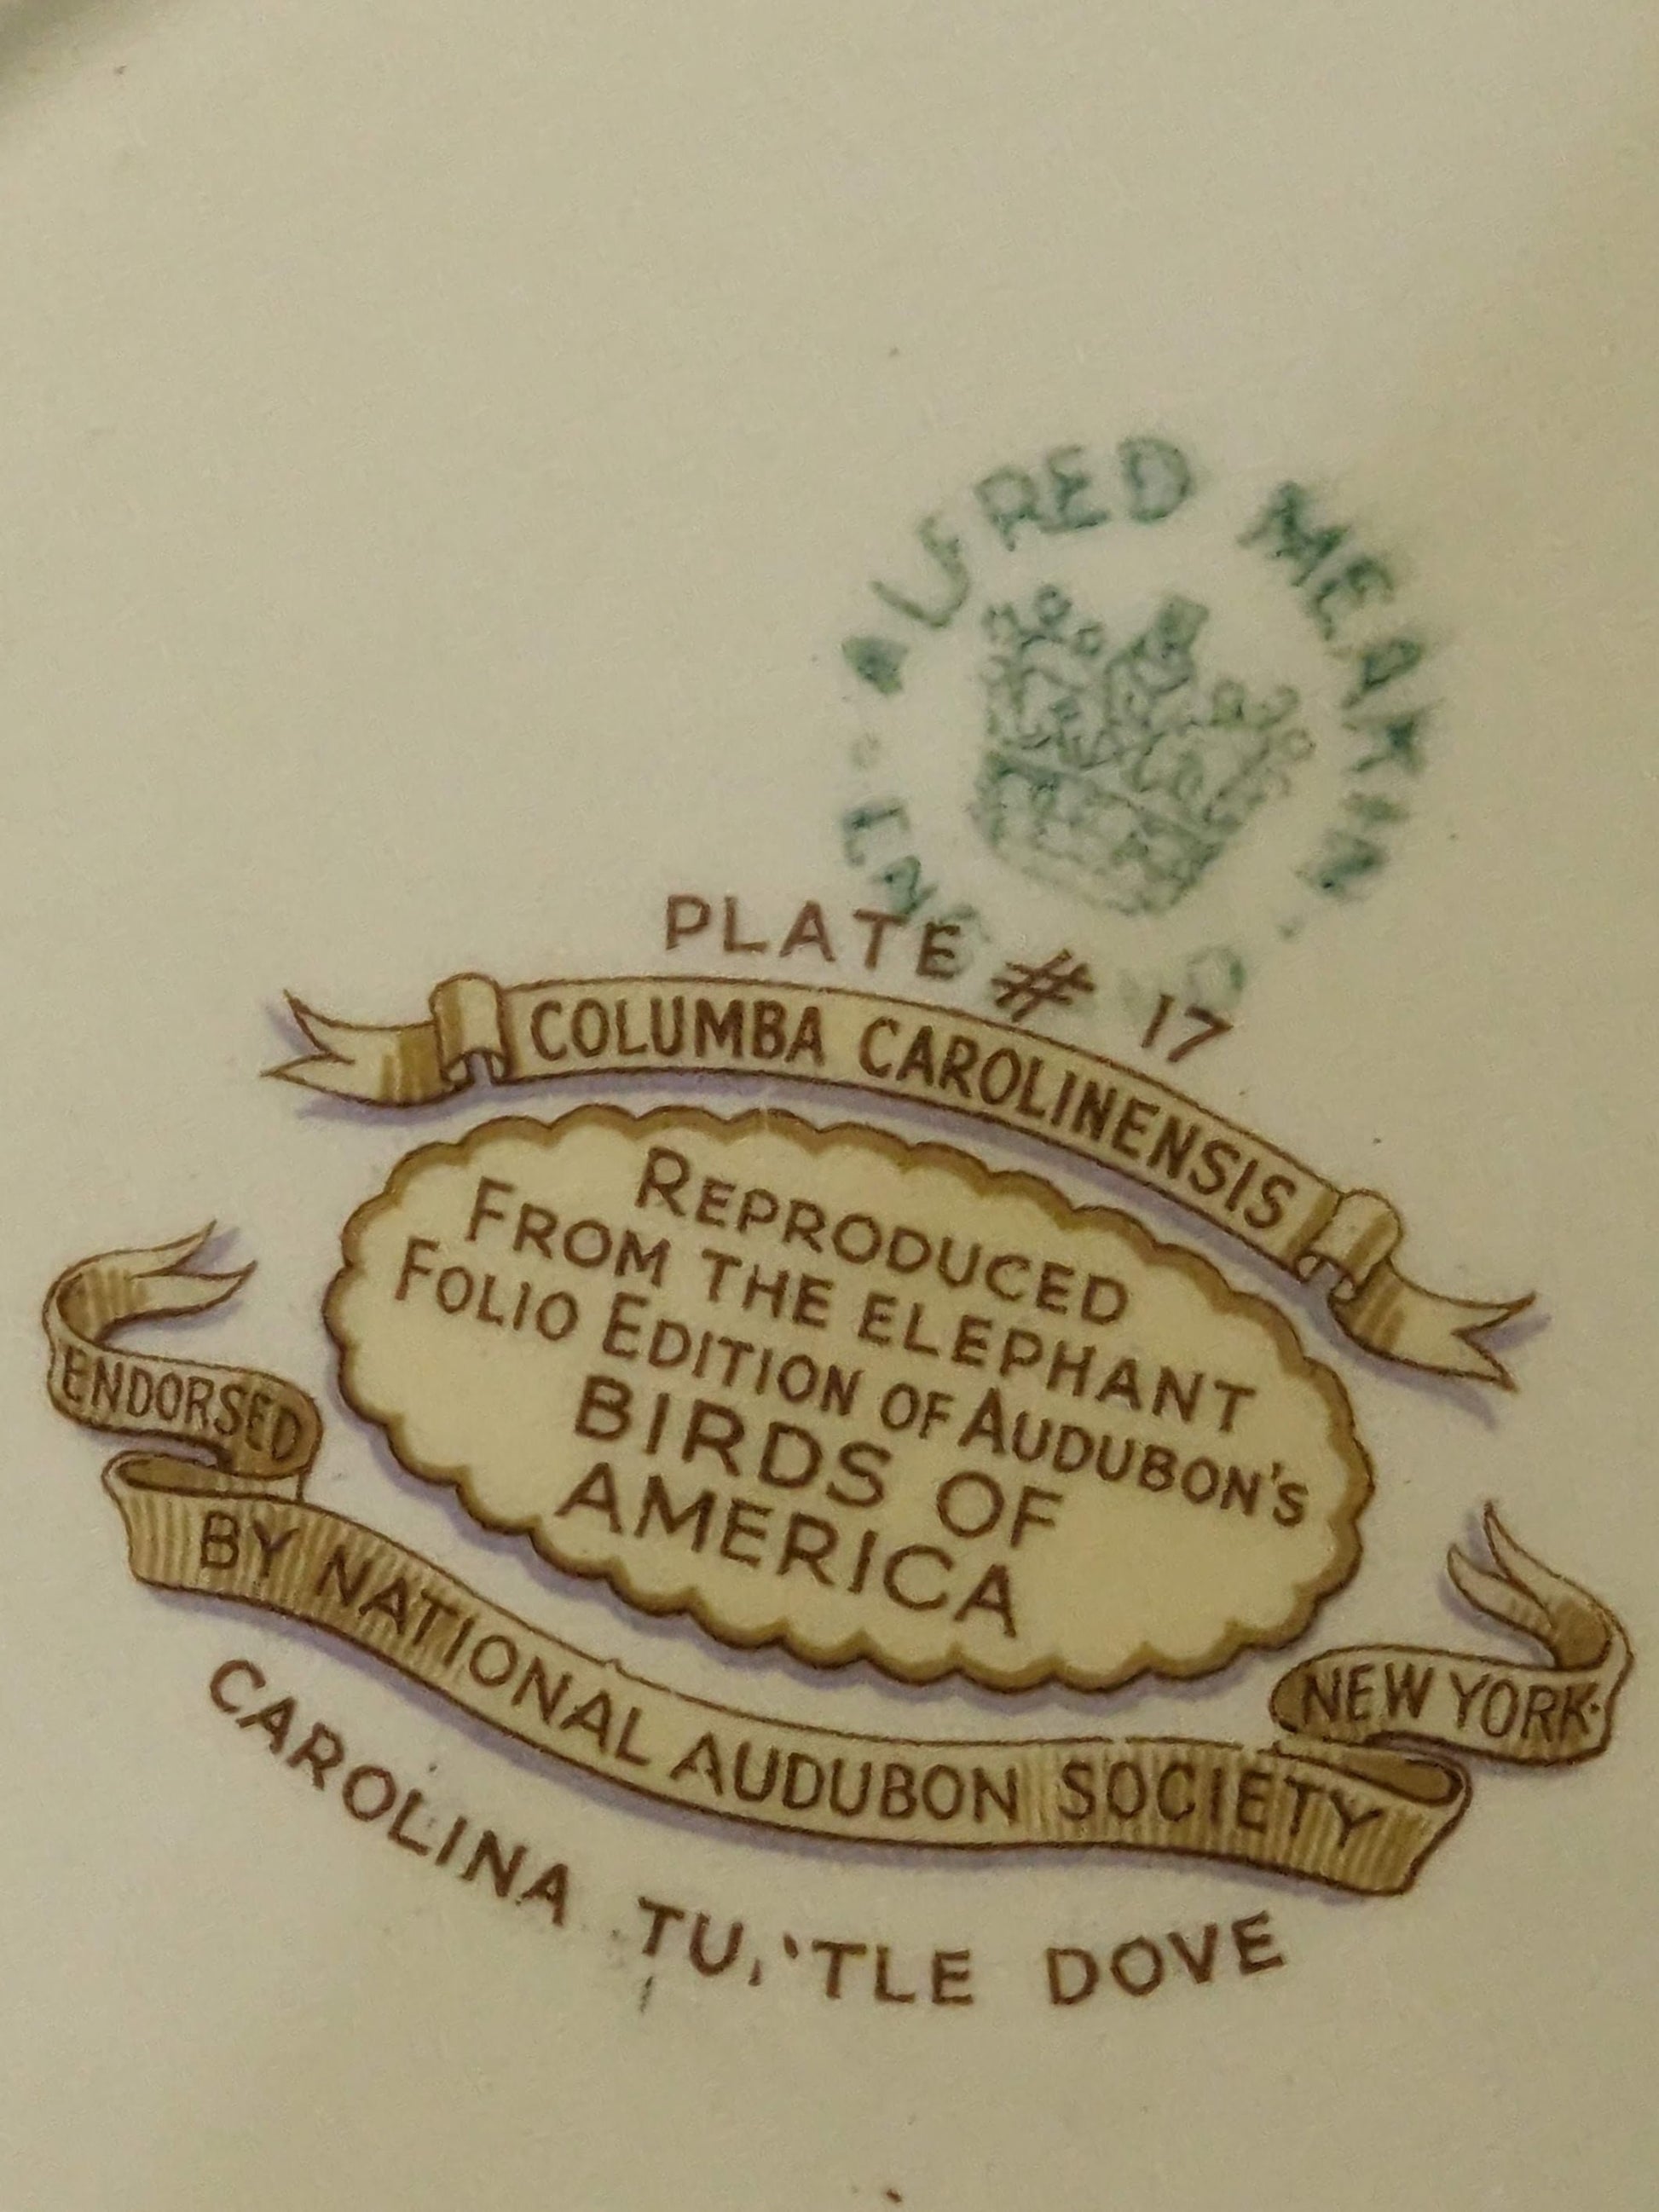 ALFRED MEAKIN
PLATE # 17
COLUMBA CAROLINENSIS
REPRODUCED
FROM THE ELEPHANT
FOLIO EDITION OF AUDUBON'S
BIRDS OF
AMERICA
ENDORSED
BY NATIONAL AUDUBON SOCIETY
NEW YORK.
CAROLINA TU,'TLE DOVE